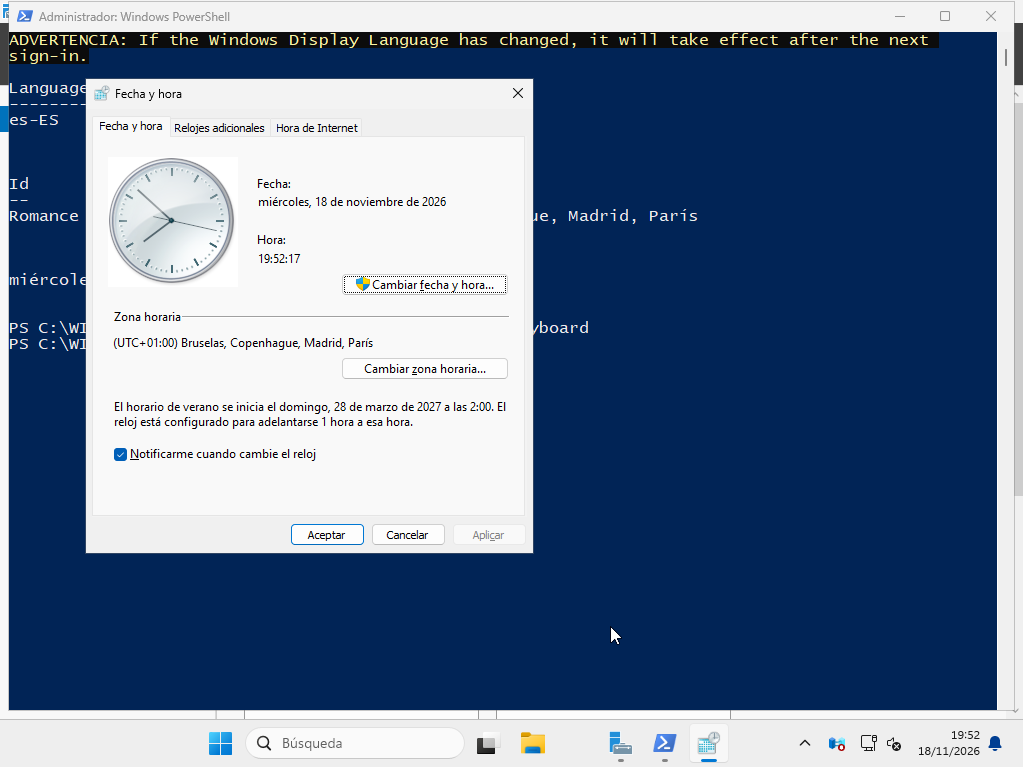 Administrador: Windows PowerShell
ADVERTENCIA: If the Windows Display Language has changed, it will take effect after the next
sign-in.
Language
--------
es-ES
Id
--
Romance
ue, Madrid, París
miércole
PS C:\WI
yboard
PS C:\WI
Fecha y hora
Fecha y hora
Relojes adicionales
Hora de Internet
Fecha:
miércoles, 18 de noviembre de 2026
Hora:
19:52:17
Cambiar fecha y hora...
Zona horaria
(UTC+01:00) Bruselas, Copenhague, Madrid, París
Cambiar zona horaria...
El horario de verano se inicia el domingo, 28 de marzo de 2027 a las 2:00. El
reloj está configurado para adelantarse 1 hora a esa hora.
Notificarme cuando cambie el reloj
Aceptar
Cancelar
Aplicar
Búsqueda
19:52
18/11/2026